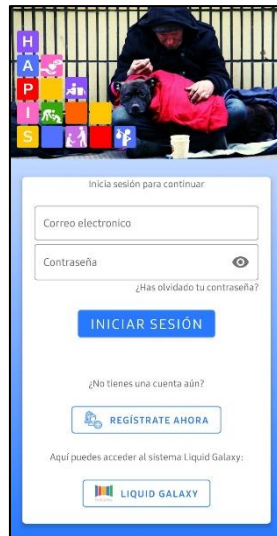 H
A
P
I
S
Inicia sesión para continuar
Correo electronico
Contraseña
¿Has olvidado tu contraseña?
INICIAR SESIÓN
¿No tienes una cuenta aún?
REGÍSTRATE AHORA
Aquí puedes acceder al sistema Liquid Galaxy:
LIQUID GALAXY